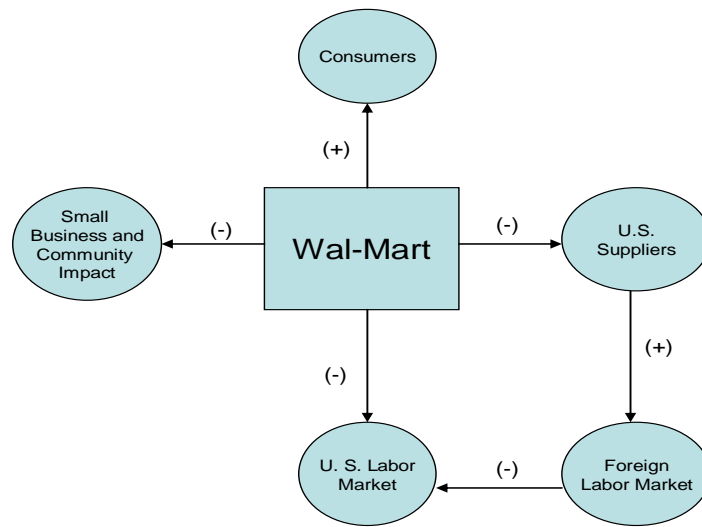 Consumers
(+)
Small
Business and
Community
Impact
(-)
Wal-Mart
(-)
U.S.
Suppliers
(-)
(+)
U. S. Labor
Market
(-)
Foreign
Labor Market